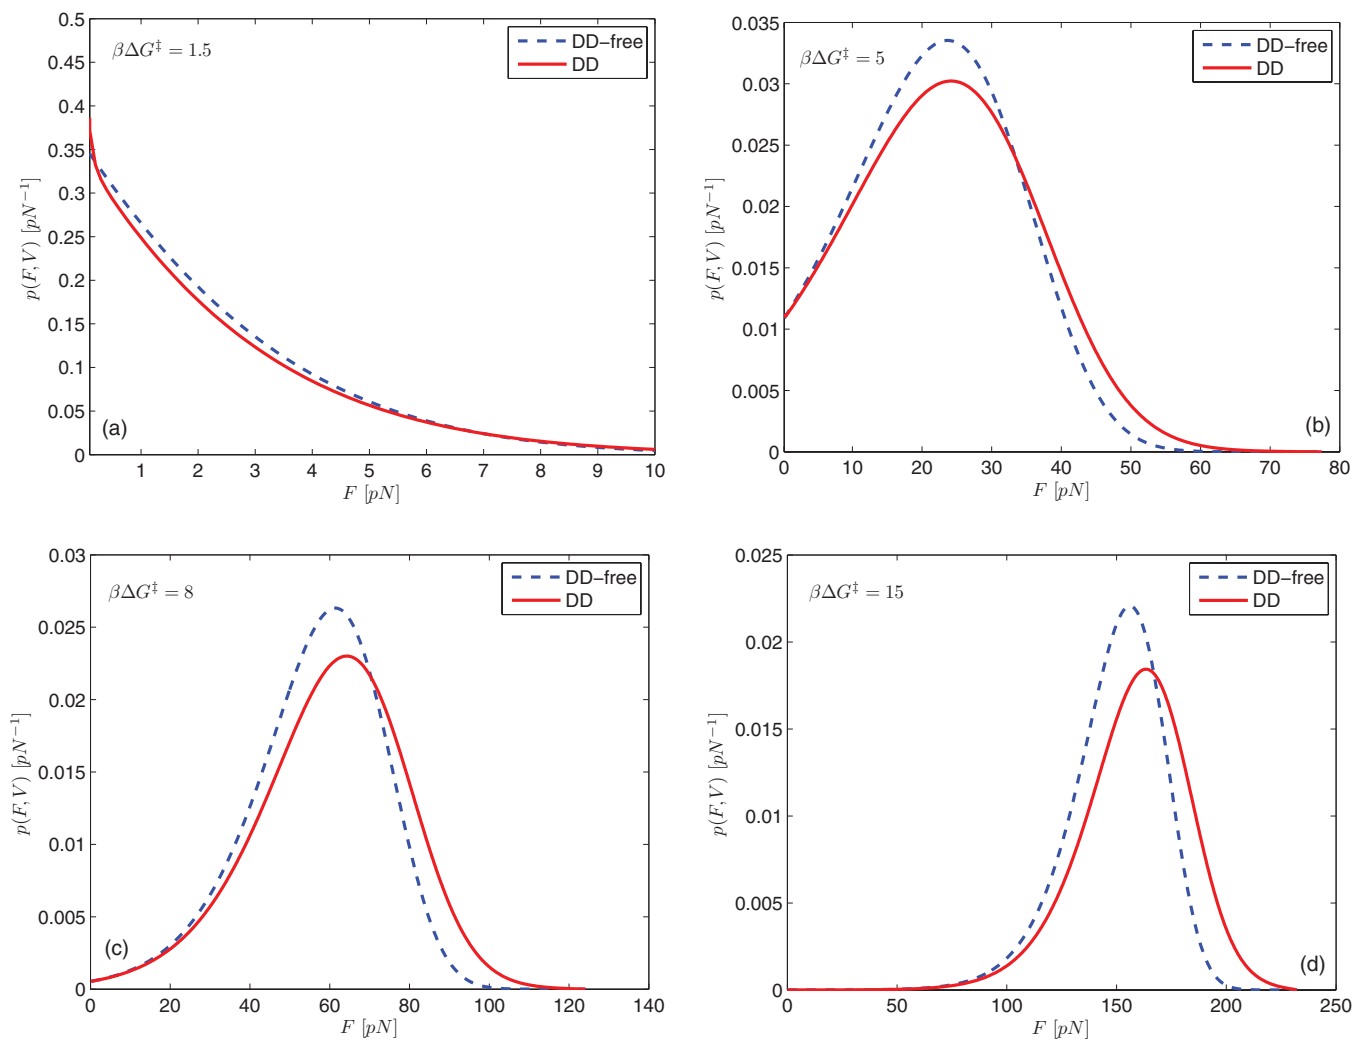 0.5
0.45
0.4
0.35
0.3
0.25
0.2
0.15
0.1
0.05
0
p(F, V) [pN⁻¹]
βΔG‡ = 1.5
DD−free
DD
(a)
1 2 3 4 5 6 7 8 9 10
F [pN]
0.035
0.03
0.025
0.02
0.015
0.01
0.005
0
p(F, V) [pN⁻¹]
βΔG‡ = 5
DD−free
DD
(b)
0 10 20 30 40 50 60 70 80
F [pN]
0.03
0.025
0.02
0.015
0.01
0.005
0
p(F, V) [pN⁻¹]
βΔG‡ = 8
DD−free
DD
(c)
0 20 40 60 80 100 120 140
F [pN]
0.025
0.02
0.015
0.01
0.005
0
p(F, V) [pN⁻¹]
βΔG‡ = 15
DD−free
DD
(d)
0 50 100 150 200 250
F [pN]